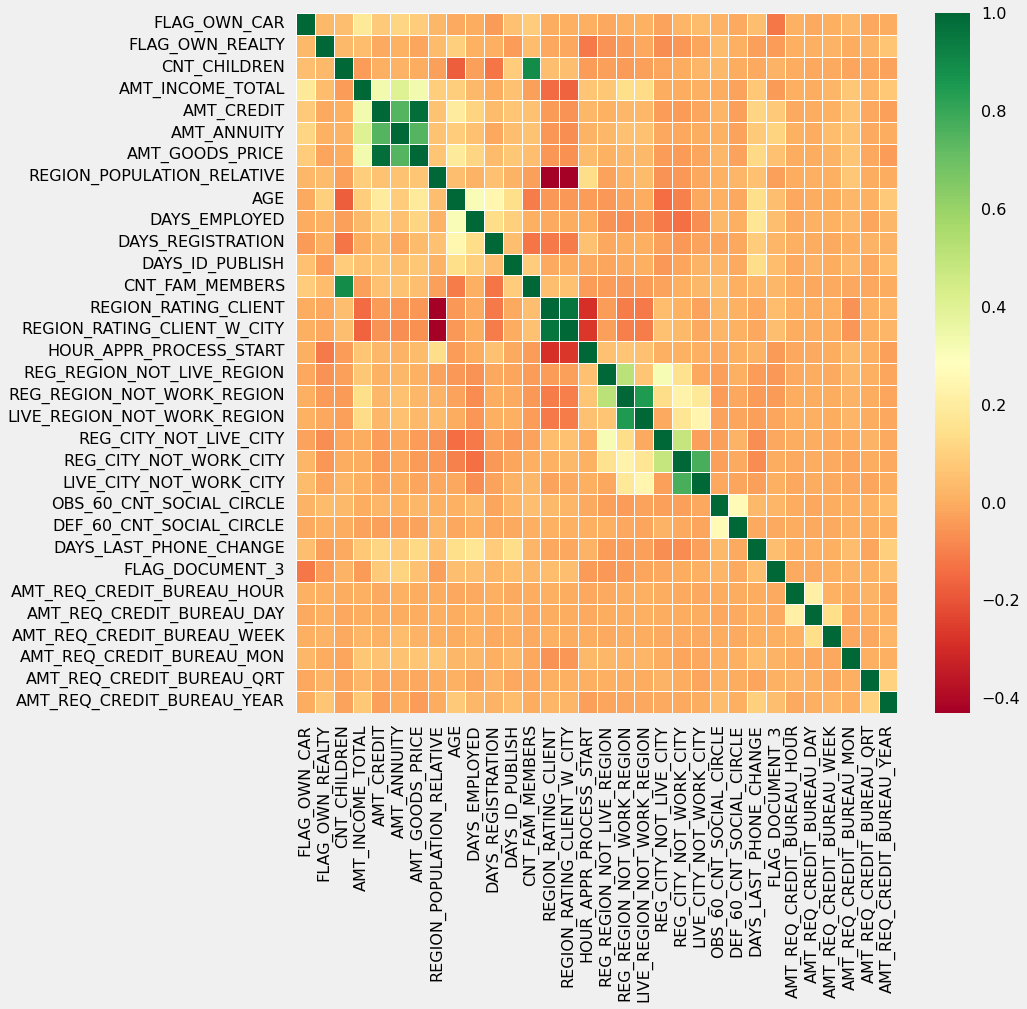 FLAG_OWN_CAR
FLAG_OWN_REALTY
CNT_CHILDREN
AMT_INCOME_TOTAL
AMT_CREDIT
AMT_ANNUITY
AMT_GOODS_PRICE
REGION_POPULATION_RELATIVE
AGE
DAYS_EMPLOYED
DAYS_REGISTRATION
DAYS_ID_PUBLISH
CNT_FAM_MEMBERS
REGION_RATING_CLIENT
REGION_RATING_CLIENT_W_CITY
HOUR_APPR_PROCESS_START
REG_REGION_NOT_LIVE_REGION
REG_REGION_NOT_WORK_REGION
LIVE_REGION_NOT_WORK_REGION
REG_CITY_NOT_LIVE_CITY
REG_CITY_NOT_WORK_CITY
LIVE_CITY_NOT_WORK_CITY
OBS_60_CNT_SOCIAL_CIRCLE
DEF_60_CNT_SOCIAL_CIRCLE
DAYS_LAST_PHONE_CHANGE
FLAG_DOCUMENT_3
AMT_REQ_CREDIT_BUREAU_HOUR
AMT_REQ_CREDIT_BUREAU_DAY
AMT_REQ_CREDIT_BUREAU_WEEK
AMT_REQ_CREDIT_BUREAU_MON
AMT_REQ_CREDIT_BUREAU_QRT
AMT_REQ_CREDIT_BUREAU_YEAR
FLAG_OWN_CAR
FLAG_OWN_REALTY
CNT_CHILDREN
AMT_INCOME_TOTAL
AMT_CREDIT
AMT_ANNUITY
AMT_GOODS_PRICE
REGION_POPULATION_RELATIVE
AGE
DAYS_EMPLOYED
DAYS_REGISTRATION
DAYS_ID_PUBLISH
CNT_FAM_MEMBERS
REGION_RATING_CLIENT
REGION_RATING_CLIENT_W_CITY
HOUR_APPR_PROCESS_START
REG_REGION_NOT_LIVE_REGION
REG_REGION_NOT_WORK_REGION
LIVE_REGION_NOT_WORK_REGION
REG_CITY_NOT_LIVE_CITY
REG_CITY_NOT_WORK_CITY
LIVE_CITY_NOT_WORK_CITY
OBS_60_CNT_SOCIAL_CIRCLE
DEF_60_CNT_SOCIAL_CIRCLE
DAYS_LAST_PHONE_CHANGE
FLAG_DOCUMENT_3
AMT_REQ_CREDIT_BUREAU_HOUR
AMT_REQ_CREDIT_BUREAU_DAY
AMT_REQ_CREDIT_BUREAU_WEEK
AMT_REQ_CREDIT_BUREAU_MON
AMT_REQ_CREDIT_BUREAU_QRT
AMT_REQ_CREDIT_BUREAU_YEAR
1.0
0.8
0.6
0.4
0.2
0.0
−0.2
−0.4